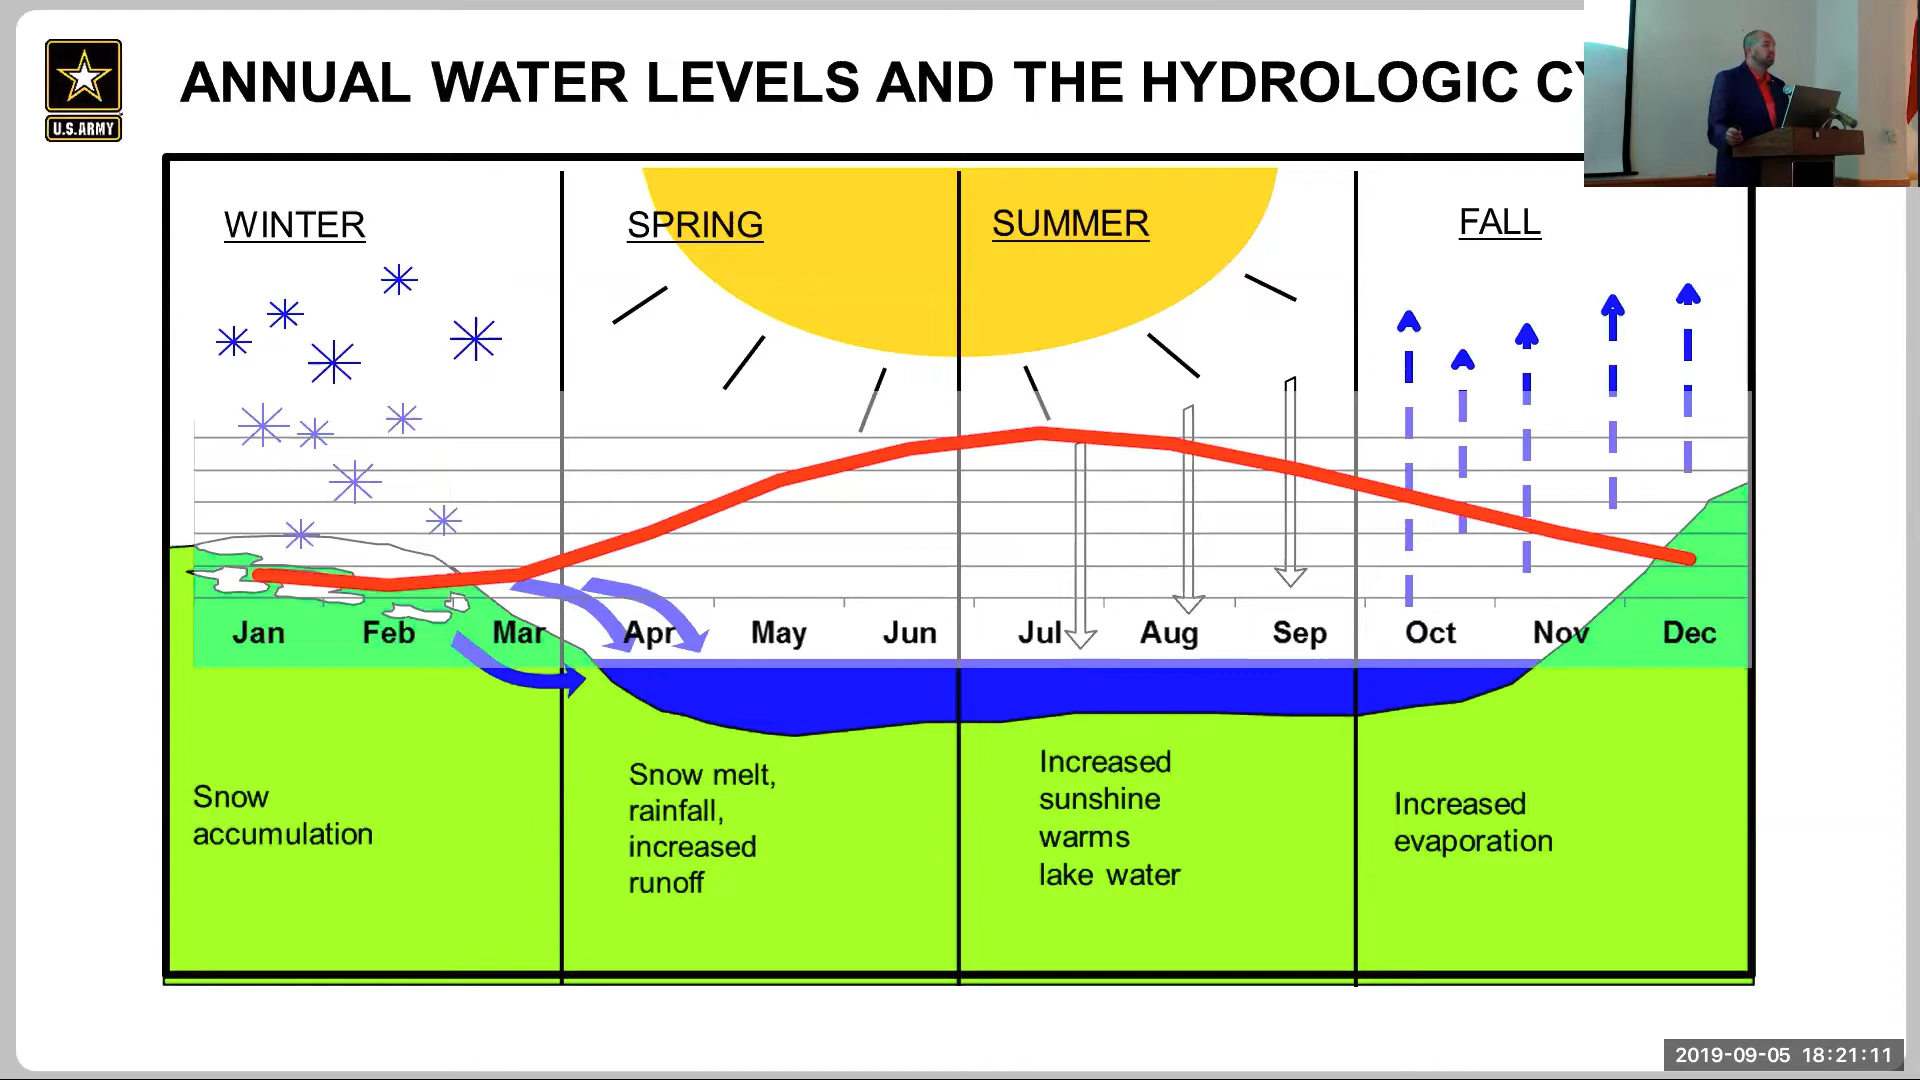 ANNUAL WATER LEVELS AND THE HYDROLOGIC
U.S.ARMY
WINTER
SPRING
SUMMER
FALL
Jan Feb Mar Apr May Jun Jul Aug Sep Oct Nov Dec
Snow
accumulation
Snow melt,
rainfall,
increased
runoff
Increased
sunshine
warms
lake water
Increased
evaporation
2019-09-05 18:21:11